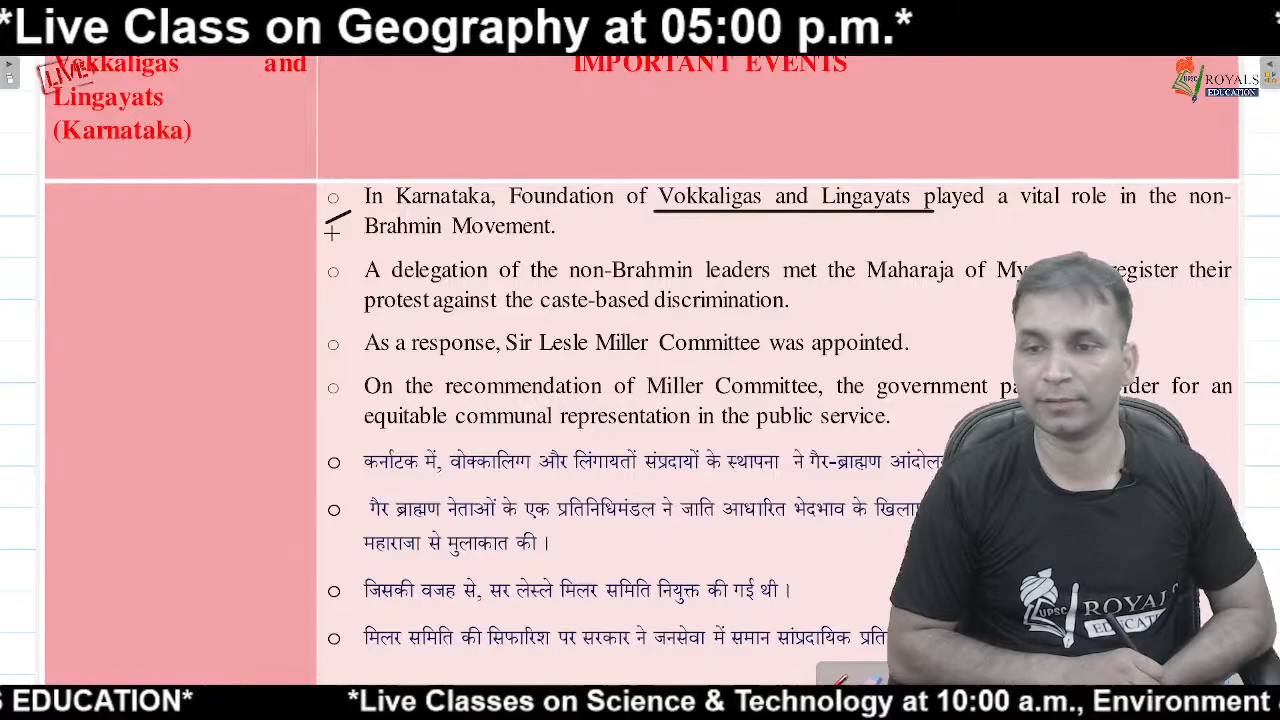 *Live Class on Geography at 05:00 p.m.*
Vokkaligas and
Lingayats
(Karnataka)
LIVE
IMPORTANT EVENTS
UPSC ROYALS
EDUCATION
In Karnataka, Foundation of Vokkaligas and Lingayats played a vital role in the non-
Brahmin Movement.
A delegation of the non-Brahmin leaders met the Maharaja of My register their
protest against the caste-based discrimination.
As a response, Sir Lesle Miller Committee was appointed.
On the recommendation of Miller Committee, the government for an
equitable communal representation in the public service.
कर्नाटक में, वोक्कालिग्ग और लिंगायतों संप्रदायों के स्थापना ने गैर-ब्राह्मण
गैर ब्राह्मण नेताओं के एक प्रतिनिधिमंडल ने जाति आधारित भेदभाव के
महाराजा से मुलाकात की ।
जिसकी वजह से, सर लेस्ले मिलर समिति नियुक्त की गई थी ।
मिलर समिति की सिफारिश पर सरकार ने जनसेवा में समान सांप्रदायिक
UPSC ROYALS
S EDUCATION* *Live Classes on Science & Technology at 10:00 a.m., Environment